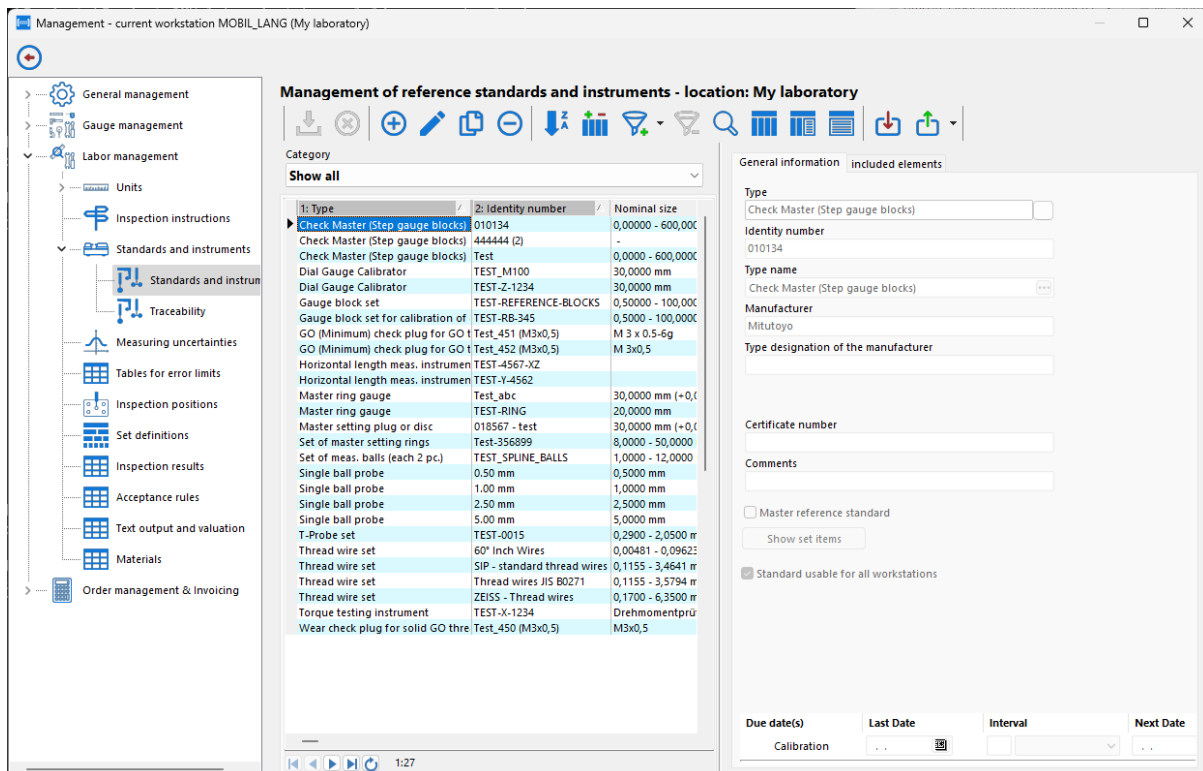 Management - current workstation MOBIL_LANG (My laboratory)
General management
Gauge management
Labor management
Units
Inspection instructions
Standards and instruments
Standards and instrum
Traceability
Measuring uncertainties
Tables for error limits
Inspection positions
Set definitions
Inspection results
Acceptance rules
Text output and valuation
Materials
Order management & Invoicing
Management of reference standards and instruments - location: My laboratory
Category
Show all
1: Type 2: Identity number Nominal size
Check Master (Step gauge blocks) 010134 0,00000 - 600,000
Check Master (Step gauge blocks) 444444 (2) -
Check Master (Step gauge blocks) Test 0,0000 - 600,0000
Dial Gauge Calibrator TEST_M100 30,0000 mm
Dial Gauge Calibrator TEST-Z-1234 30,0000 mm
Gauge block set TEST-REFERENCE-BLOCKS 0,50000 - 100,000
Gauge block set for calibration of TEST-RB-345 0,5000 - 100,0000
GO (Minimum) check plug for GO t Test_451 (M3x0,5) M 3 x 0.5-6g
GO (Minimum) check plug for GO t Test_452 (M3x0,5) M 3x0,5
Horizontal length meas. instrumen TEST-4567-XZ
Horizontal length meas. instrumen TEST-Y-4562
Master ring gauge Test_abc 30,0000 mm (+0,0
Master ring gauge TEST-RING 20,0000 mm
Master setting plug or disc 018567 - test 30,0000 mm (+0,0
Set of master setting rings Test-356899 8,0000 - 50,0000
Set of meas. balls (each 2 pc.) TEST_SPLINE_BALLS 1,0000 - 12,0000
Single ball probe 0.50 mm 0,5000 mm
Single ball probe 1.00 mm 1,0000 mm
Single ball probe 2.50 mm 2,5000 mm
Single ball probe 5.00 mm 5,0000 mm
T-Probe set TEST-0015 0,2900 - 2,0500 m
Thread wire set 60° Inch Wires 0,00481 - 0,09623
Thread wire set SIP - standard thread wires 0,1155 - 3,4641 m
Thread wire set Thread wires JIS B0271 0,1155 - 3,5794 m
Thread wire set ZEISS - Thread wires 0,1700 - 6,3500 m
Torque testing instrument TEST-X-1234 Drehmomentprü
Wear check plug for solid GO thre Test_450 (M3x0,5) M3x0,5
1:27
General information included elements
Type
Check Master (Step gauge blocks)
Identity number
010134
Type name
Check Master (Step gauge blocks)
Manufacturer
Mitutoyo
Type designation of the manufacturer
Certificate number
Comments
Master reference standard
Show set items
Standard usable for all workstations
Due date(s) Last Date Interval Next Date
Calibration . . . .